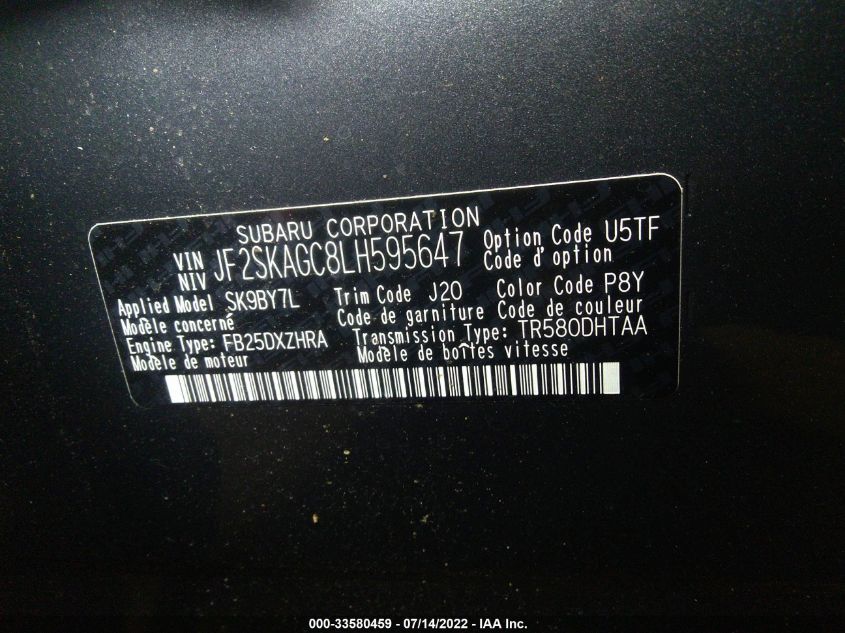 SUBARU CORPORATION
VIN
NIV JF2SKAGC8LH595647 Option Code U5TF
Code d'option
Applied Model SK9BY7L Trim Code J20 Color Code P8Y
Modèle concerné Code de garniture Code de couleur
Engine Type: FB25DXZHRA Transmission Type: TR580DHTAA
Modèle de moteur Modèle de boîtes vitesse
000-33580459 - 07/14/2022 - IAA Inc.